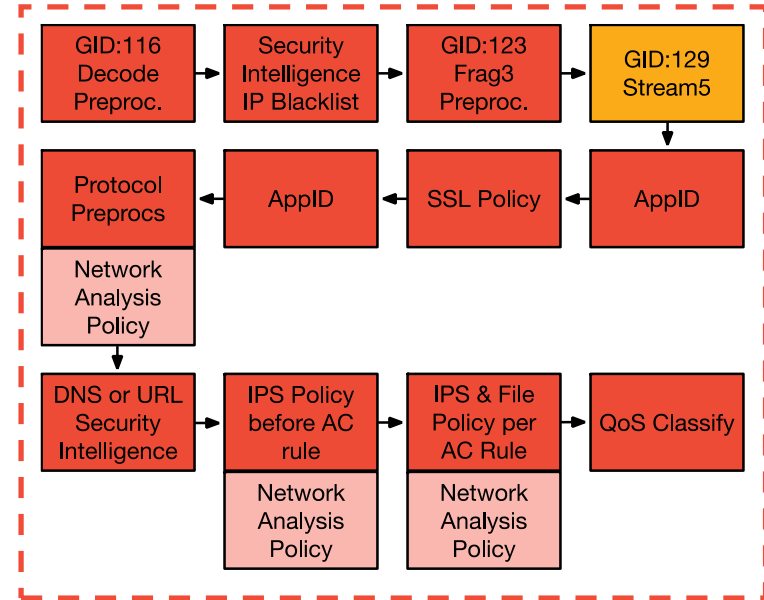 GID:116
Decode
Preproc.
Security
Intelligence
IP Blacklist
GID:123
Frag3
Preproc.
GID:129
Stream5
AppID
SSL Policy
AppID
Protocol
Preprocs
Network
Analysis
Policy
DNS or URL
Security
Intelligence
IPS Policy
before AC
rule
Network
Analysis
Policy
IPS & File
Policy per
AC Rule
Network
Analysis
Policy
QoS Classify